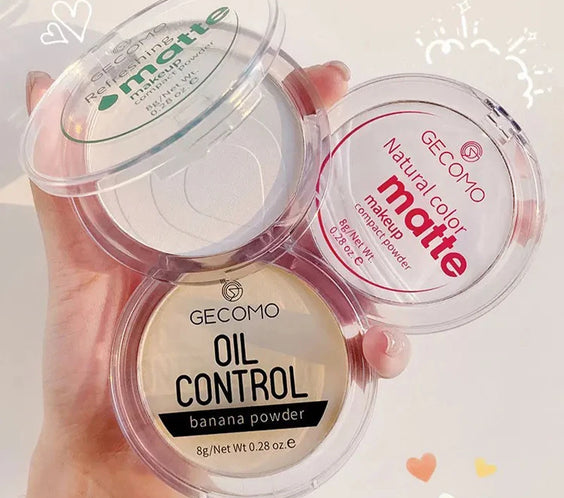 GECOMO
Refreshing
matte
makeup
compact powder
8g/Net Wt
0.28 oz.e
GECOMO
Natural color
matte
makeup
compact powder
8g/Net Wt
0.28 oz e
GECOMO
OIL
CONTROL
banana powder
8g/Net Wt 0.28 oz.e